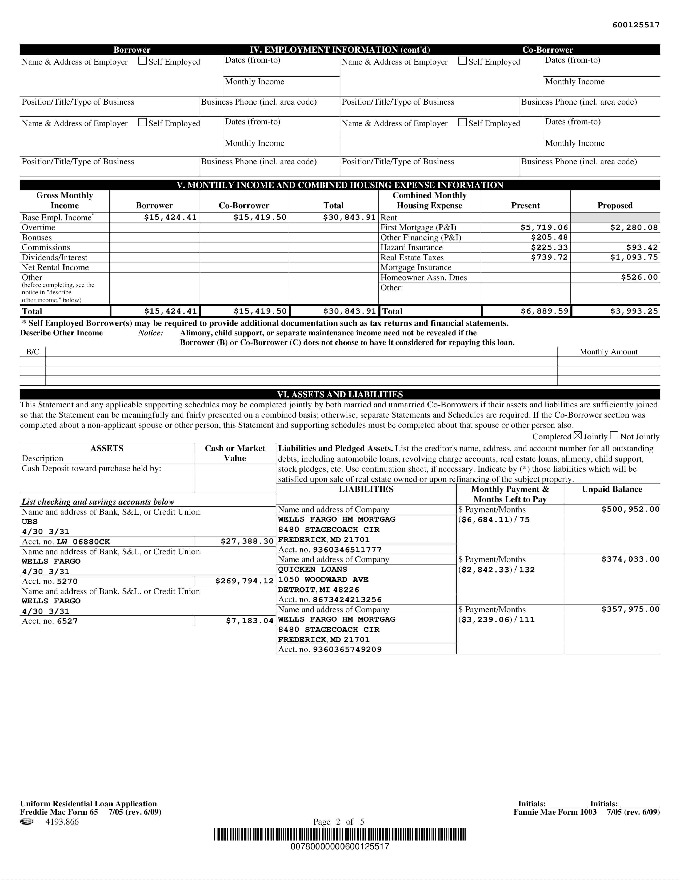 600125517
Borrower IV. EMPLOYMENT INFORMATION (cont'd) Co-Borrower
Name & Address of Employer Self Employed Dates (from-to) Name & Address of Employer Self Employed Dates (from-to)
Monthly Income Monthly Income
Position/Title/Type of Business Business Phone (incl. area code) Position/Title/Type of Business Business Phone (incl. area code)
Name & Address of Employer Self Employed Dates (from-to) Name & Address of Employer Self Employed Dates (from-to)
Monthly Income Monthly Income
Position/Title/Type of Business Business Phone (incl. area code) Position/Title/Type of Business Business Phone (incl. area code)
V. MONTHLY INCOME AND COMBINED HOUSING EXPENSE INFORMATION
Gross Monthly Income Borrower Co-Borrower Total Combined Monthly Housing Expense Present Proposed
Base Empl. Income* $15,424.41 $15,419.50 $30,843.91 Rent
Overtime First Mortgage (P&I) $5,719.06 $2,280.08
Bonuses Other Financing (P&I) $205.48
Commissions Hazard Insurance $225.33 $93.42
Dividends/Interest Real Estate Taxes $739.72 $1,093.75
Net Rental Income Mortgage Insurance
Other Homeowner Assn. Dues $526.00
(before completing, see the Other
notice in "describe
other income," below)
Total $15,424.41 $15,419.50 $30,843.91 Total $6,889.59 $3,993.25
* Self Employed Borrower(s) may be required to provide additional documentation such as tax returns and financial statements.
Describe Other Income Notice: Alimony, child support, or separate maintenance income need not be revealed if the
Borrower (B) or Co-Borrower (C) does not choose to have it considered for repaying this loan.
B/C Monthly Amount
VI. ASSETS AND LIABILITIES
This Statement and any applicable supporting schedules may be completed jointly by both married and unmarried Co-Borrowers if their assets and liabilities are sufficiently joined
so that the Statement can be meaningfully and fairly presented on a combined basis; otherwise, separate Statements and Schedules are required. If the Co-Borrower section was
completed about a non-applicant spouse or other person, this Statement and supporting schedules must be completed about that spouse or other person also.
Completed Jointly Not Jointly
ASSETS Cash or Market Value
Description
Cash Deposit toward purchase held by:
Liabilities and Pledged Assets. List the creditor's name, address, and account number for all outstanding
debts, including automobile loans, revolving charge accounts, real estate loans, alimony, child support,
stock pledges, etc. Use continuation sheet, if necessary. Indicate by (*) those liabilities which will be
satisfied upon sale of real estate owned or upon refinancing of the subject property.
LIABILITIES Monthly Payment & Months Left to Pay Unpaid Balance
List checking and savings accounts below
Name and address of Bank, S&L, or Credit Union
UBS
4/30 3/31
Acct. no. LW 06880CK $27,388.30
Name and address of Bank, S&L, or Credit Union
WELLS FARGO
4/30 3/31
Acct. no. 5270 $269,794.12
Name and address of Bank, S&L, or Credit Union
WELLS FARGO
4/30 3/31
Acct. no. 6527 $7,183.04
Name and address of Company $ Payment/Months $500,952.00
WELLS FARGO HM MORTGAG ($6,684.11)/75
8480 STAGECOACH CIR
FREDERICK, MD 21701
Acct. no. 9360346511777
Name and address of Company $ Payment/Months $374,033.00
QUICKEN LOANS ($2,842.33)/132
1050 WOODWARD AVE
DETROIT, MI 48226
Acct. no. 8673424213256
Name and address of Company $ Payment/Months $357,975.00
WELLS FARGO HM MORTGAG ($3,239.06)/111
8480 STAGECOACH CIR
FREDERICK, MD 21701
Acct. no. 9360365749209
Uniform Residential Loan Application Initials: Initials:
Freddie Mac Form 65 7/05 (rev. 6/09) Fannie Mae Form 1003 7/05 (rev. 6/09)
4193.866 Page 2 of 5
00780000000600125517